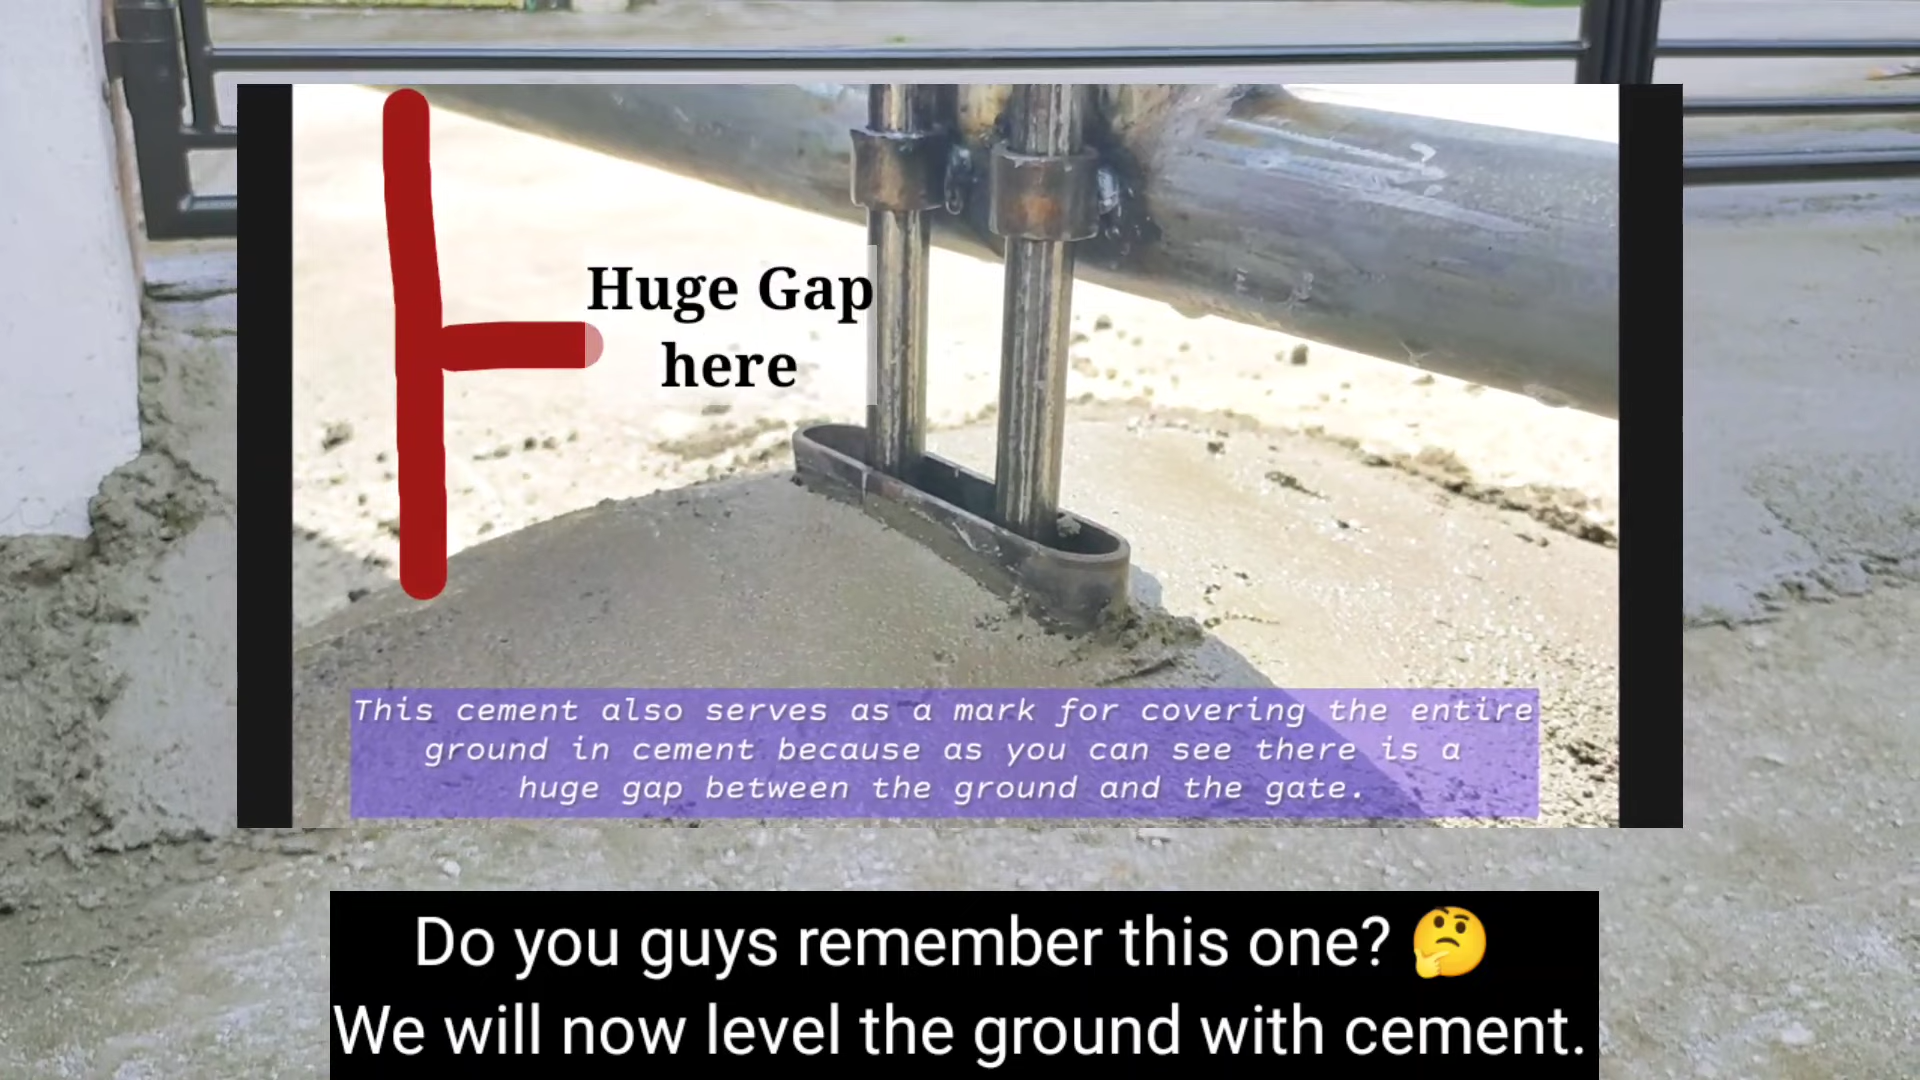 Huge Gap
here
This cement also serves as a mark for covering the entire
ground in cement because as you can see there is a
huge gap between the ground and the gate.
Do you guys remember this one? 🤔
We will now level the ground with cement.